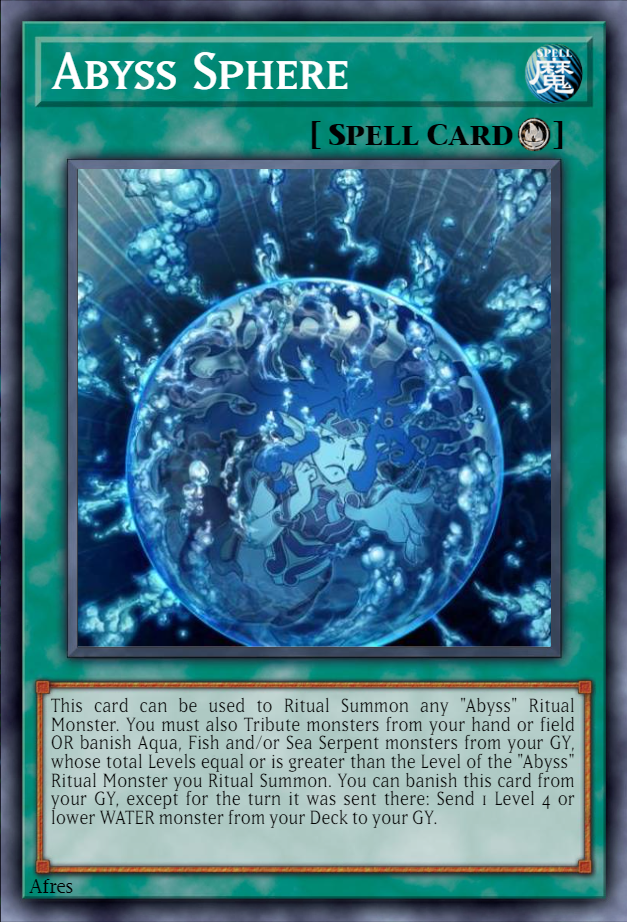 Abyss Sphere
SPELL
魔
[ Spell Card ]
This card can be used to Ritual Summon any "Abyss" Ritual
Monster. You must also Tribute monsters from your hand or field
OR banish Aqua, Fish and/or Sea Serpent monsters from your GY,
whose total Levels equal or is greater than the Level of the "Abyss"
Ritual Monster you Ritual Summon. You can banish this card from
your GY, except for the turn it was sent there: Send 1 Level 4 or
lower WATER monster from your Deck to your GY.
Afres